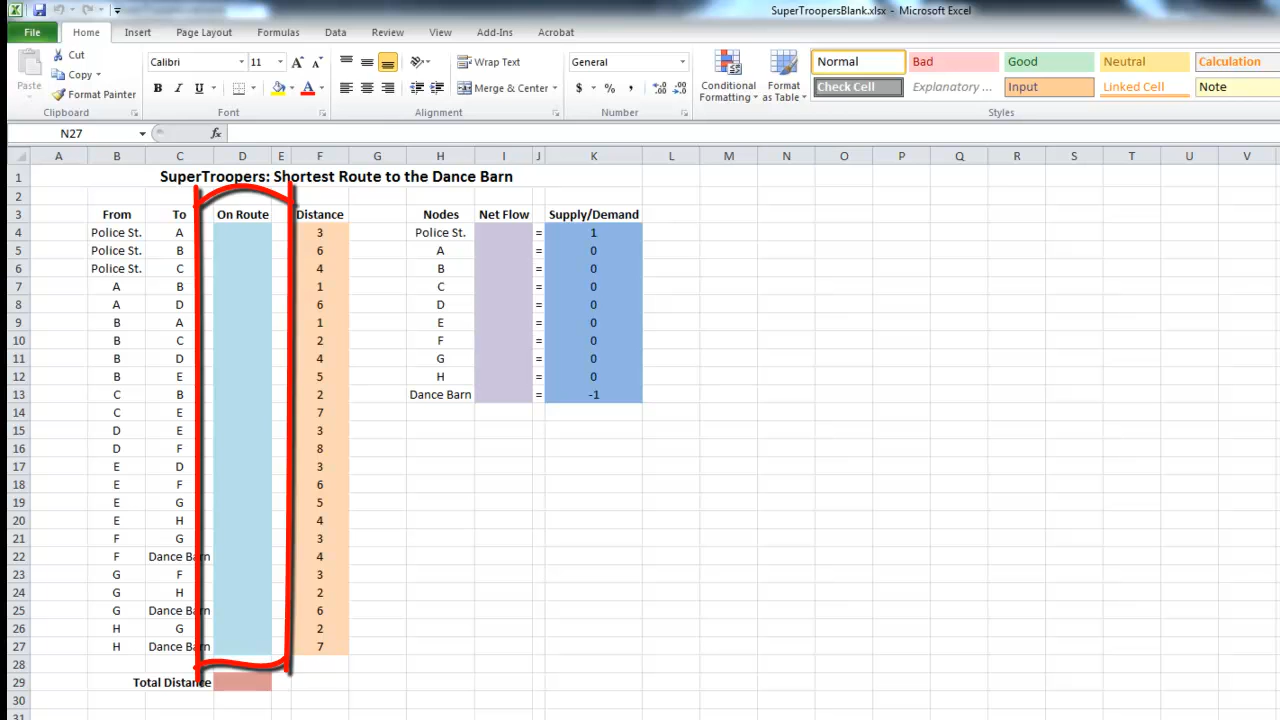 SuperTroopersBlank.xlsx - Microsoft Excel
File Home Insert Page Layout Formulas Data Review View Add-Ins Acrobat
Cut Calibri 11 A A Wrap Text General Normal Bad Good Neutral Calculation
Paste Copy Conditional Formatting Format as Table Check Cell Explanatory ... Input Linked Cell Note
Format Painter B I U A Merge & Center $ % ,
Clipboard Font Alignment Number Styles
N27 fx
A B C D E F G H I J K L M N O P Q R S T U V
1 SuperTroopers: Shortest Route to the Dance Barn
2
3 From To On Route Distance Nodes Net Flow Supply/Demand
4 Police St. A 3 Police St. = 1
5 Police St. B 6 A = 0
6 Police St. C 4 B = 0
7 A B 1 C = 0
8 A D 6 D = 0
9 B A 1 E = 0
10 B C 2 F = 0
11 B D 4 G = 0
12 B E 5 H = 0
13 C B 2 Dance Barn = -1
14 C E 7
15 D E 3
16 D F 8
17 E D 3
18 E F 6
19 E G 5
20 E H 4
21 F G 3
22 F Dance Barn 4
23 G F 3
24 G H 2
25 G Dance Barn 6
26 H G 2
27 H Dance Barn 7
28
29 Total Distance
30
31